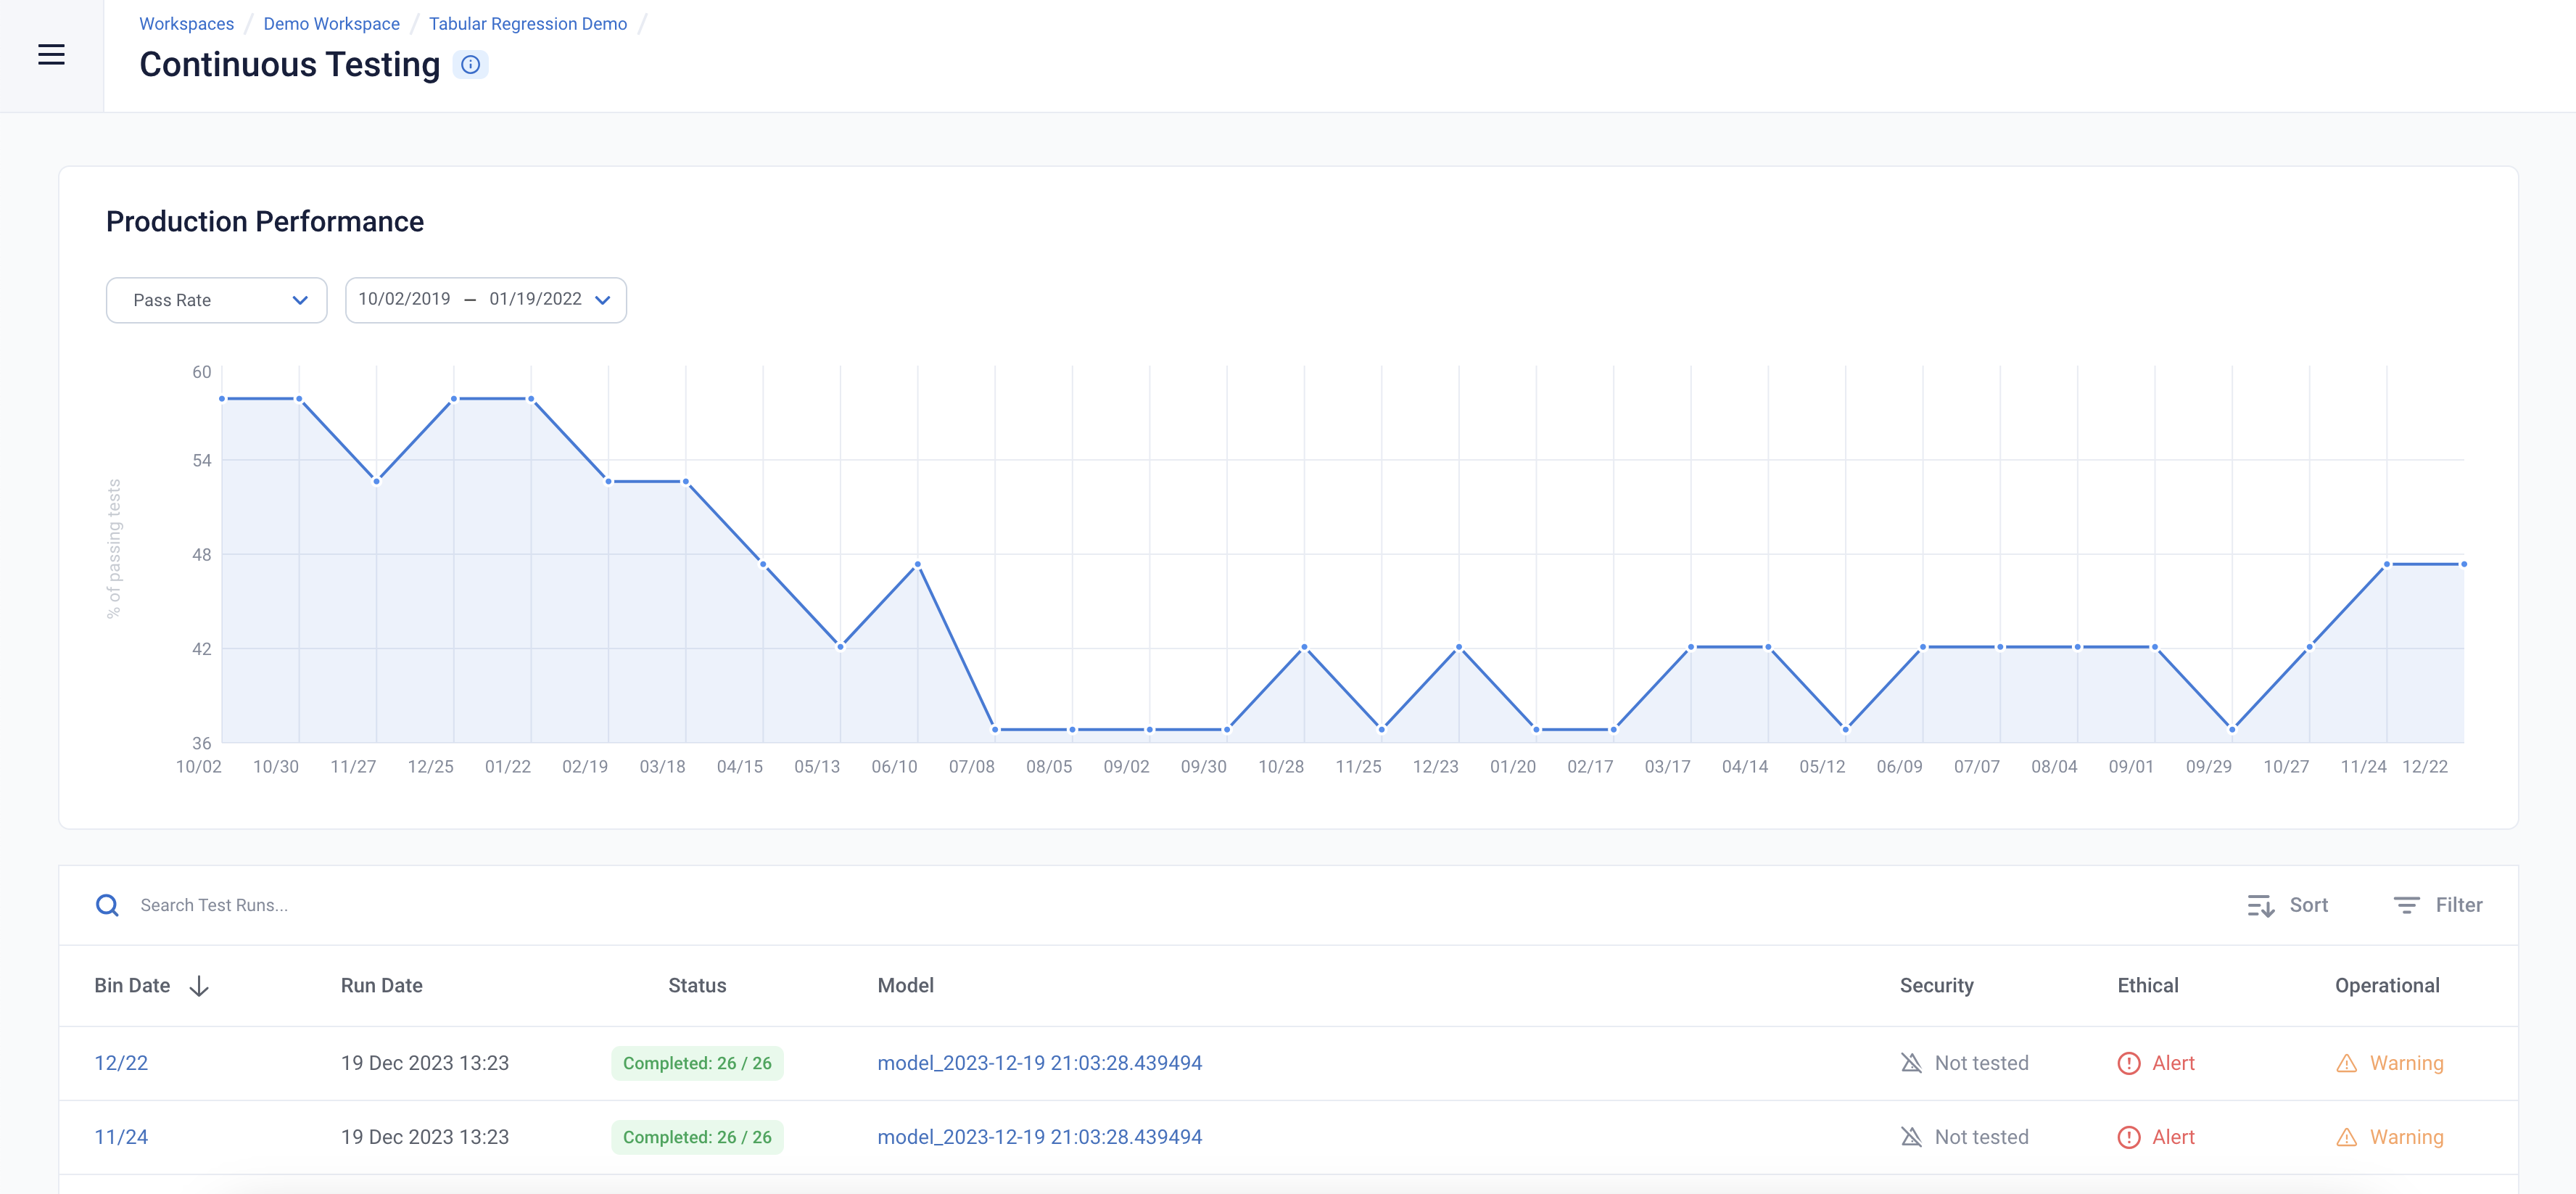 Workspaces / Demo Workspace / Tabular Regression Demo /
Continuous Testing
Production Performance
Pass Rate
10/02/2019 – 01/19/2022
% of passing tests
60
54
48
42
36
10/02 10/30 11/27 12/25 01/22 02/19 03/18 04/15 05/13 06/10 07/08 08/05 09/02 09/30 10/28 11/25 12/23 01/20 02/17 03/17 04/14 05/12 06/09 07/07 08/04 09/01 09/29 10/27 11/24 12/22
Search Test Runs...
Sort
Filter
Bin Date Run Date Status Model Security Ethical Operational
12/22 19 Dec 2023 13:23 Completed: 26 / 26 model_2023-12-19 21:03:28.439494 Not tested Alert Warning
11/24 19 Dec 2023 13:23 Completed: 26 / 26 model_2023-12-19 21:03:28.439494 Not tested Alert Warning